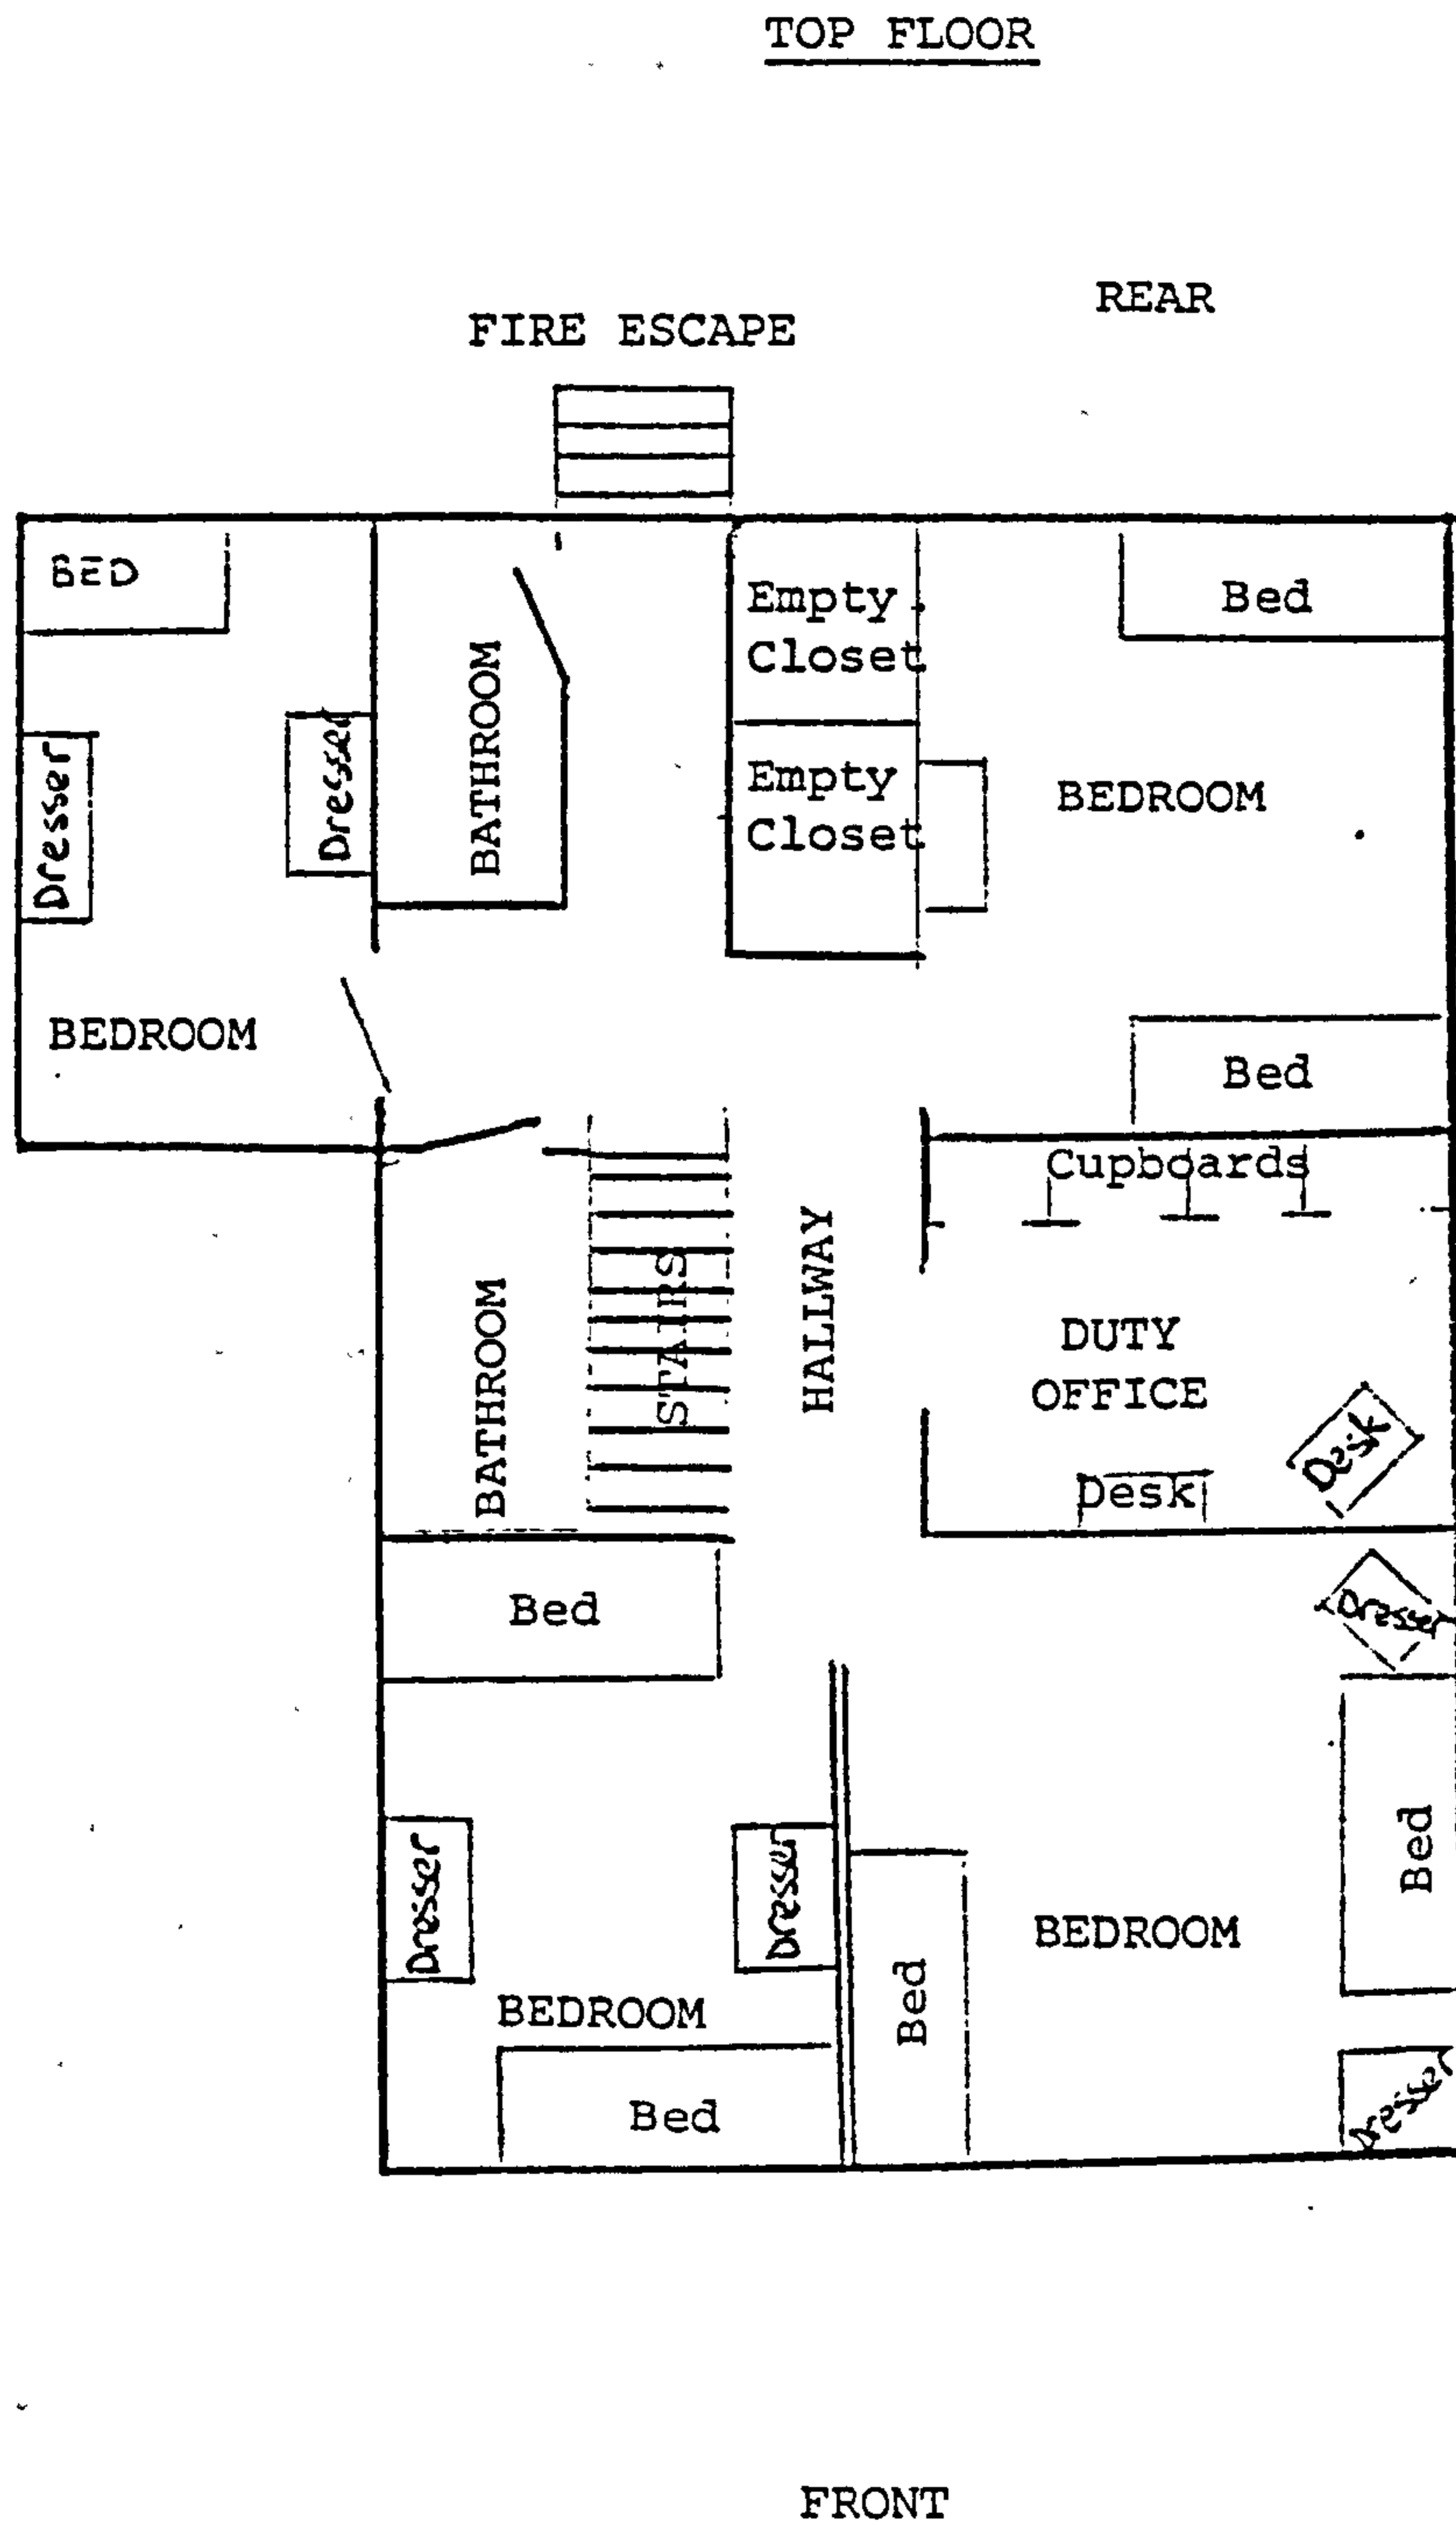 TOP FLOOR
REAR
FIRE ESCAPE
BED
Empty
Closet
Bed
BATHROOM
Dresser
Dresser
Empty
Closet
BEDROOM
BEDROOM
Bed
Cupboards
HALLWAY
STAIRS
BATHROOM
DUTY
OFFICE
Desk
Desk
Bed
Dresser
Bed
Dresser
Dresser
BEDROOM
Bed
BEDROOM
Bed
Dresser
FRONT